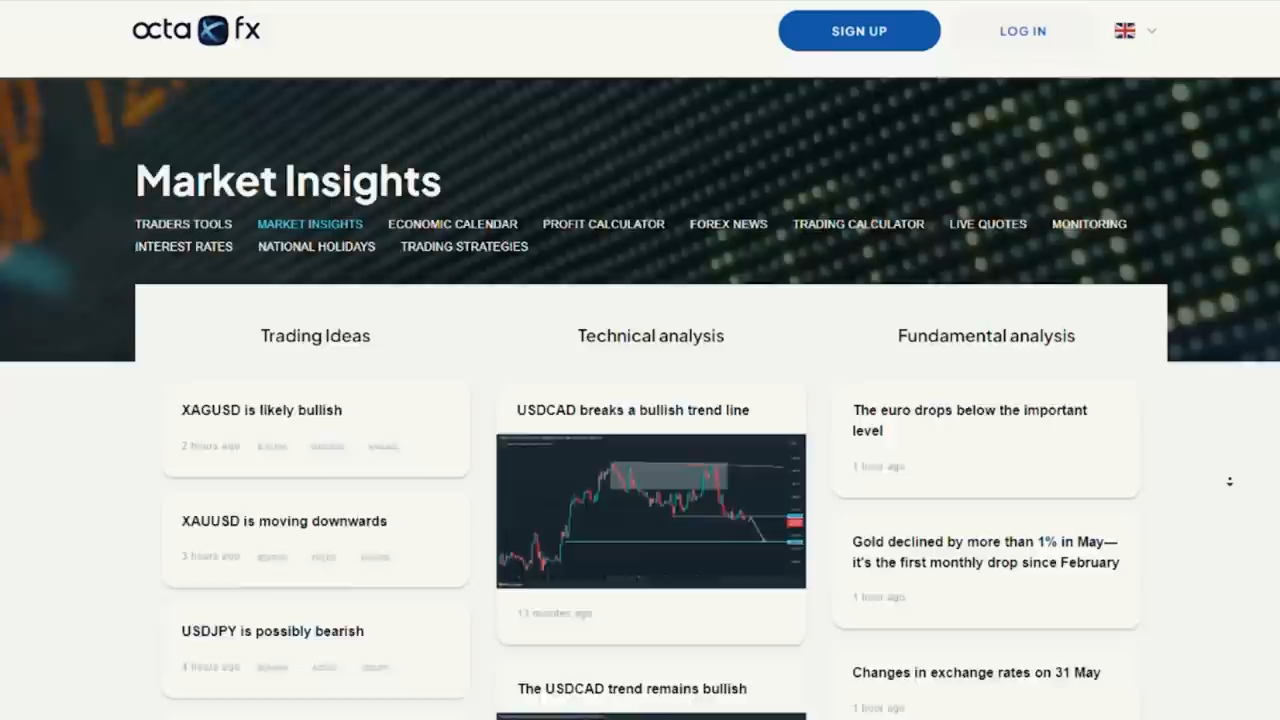 octa fx
SIGN UP
LOG IN
Market Insights
TRADERS TOOLS MARKET INSIGHTS ECONOMIC CALENDAR PROFIT CALCULATOR FOREX NEWS TRADING CALCULATOR LIVE QUOTES MONITORING
INTEREST RATES NATIONAL HOLIDAYS TRADING STRATEGIES
Trading Ideas
XAGUSD is likely bullish
2 hours ago
XAUUSD is moving downwards
3 hours ago
USDJPY is possibly bearish
4 hours ago
Technical analysis
USDCAD breaks a bullish trend line
13 minutes ago
The USDCAD trend remains bullish
Fundamental analysis
The euro drops below the important
level
1 hour ago
Gold declined by more than 1% in May—
it's the first monthly drop since February
1 hour ago
Changes in exchange rates on 31 May
1 hour ago